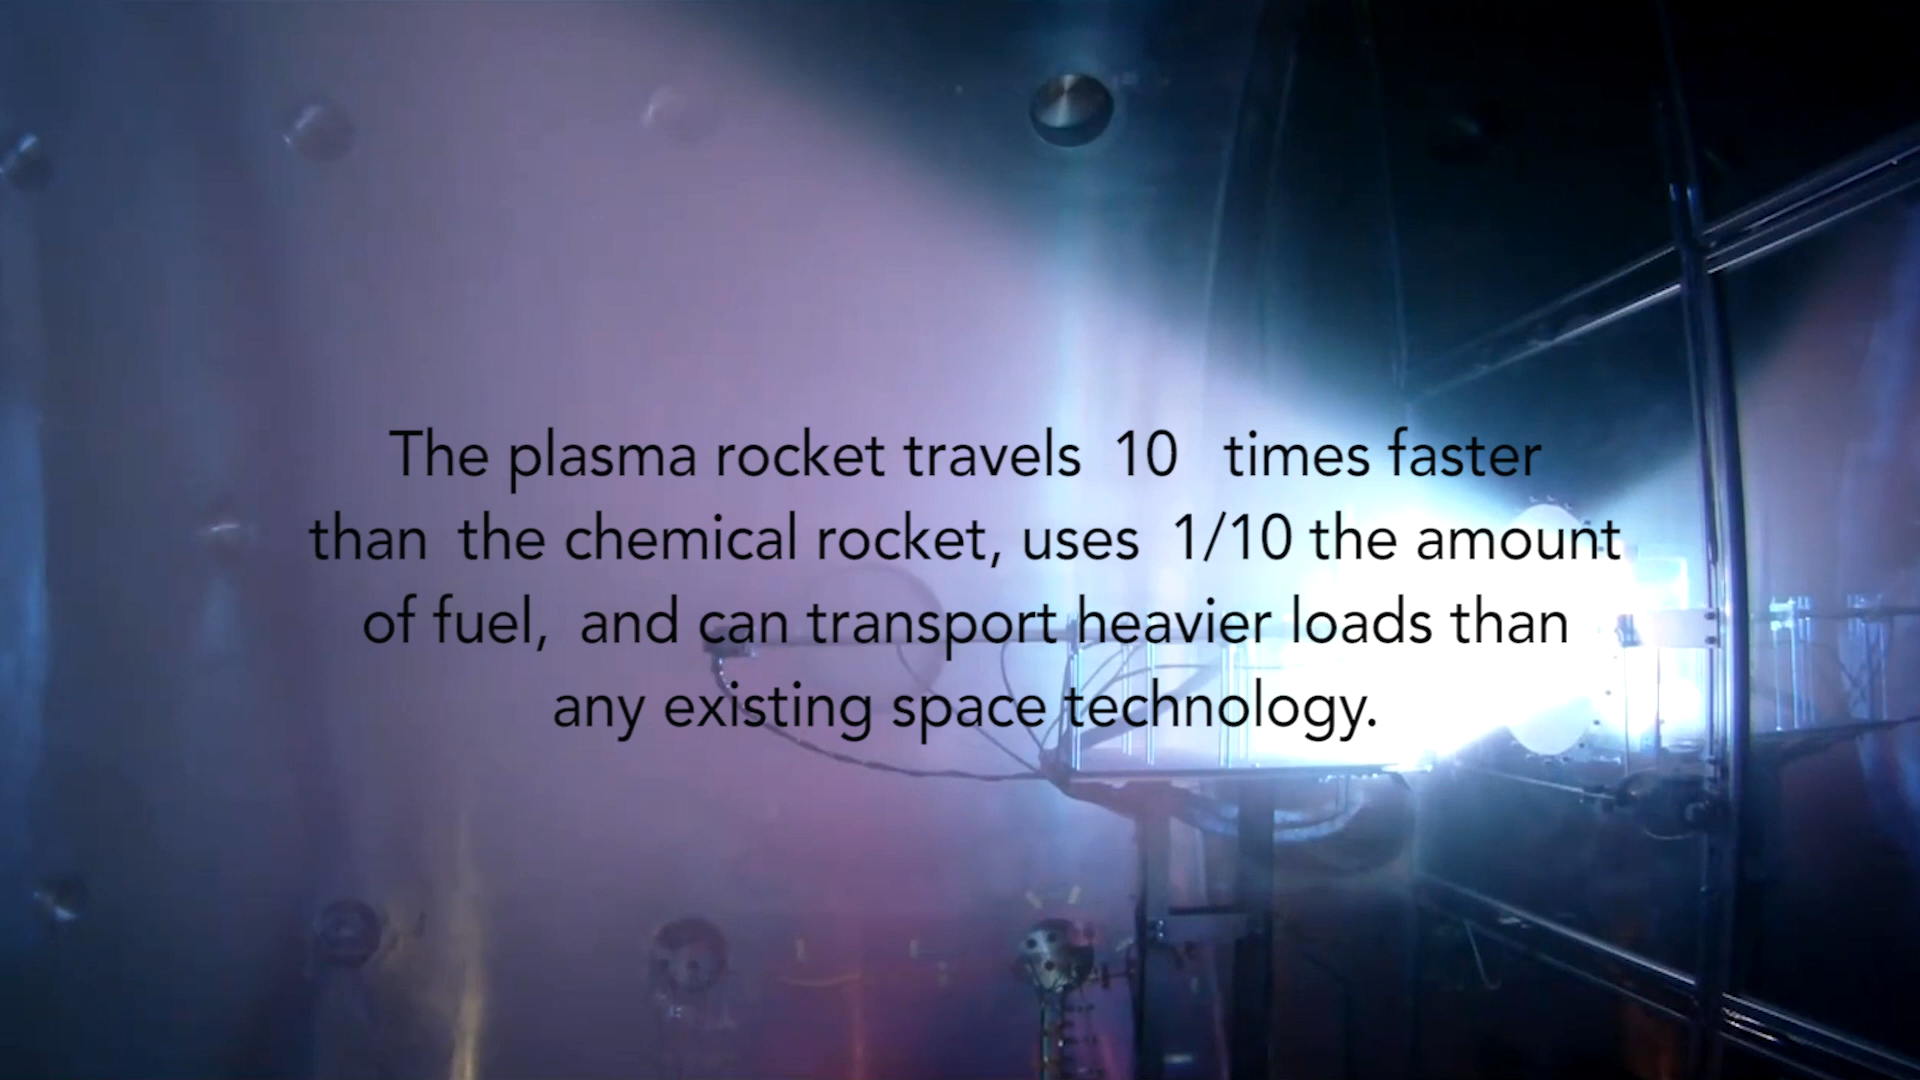 The plasma rocket travels 10 times faster
than the chemical rocket, uses 1/10 the amount
of fuel, and can transport heavier loads than
any existing space technology.